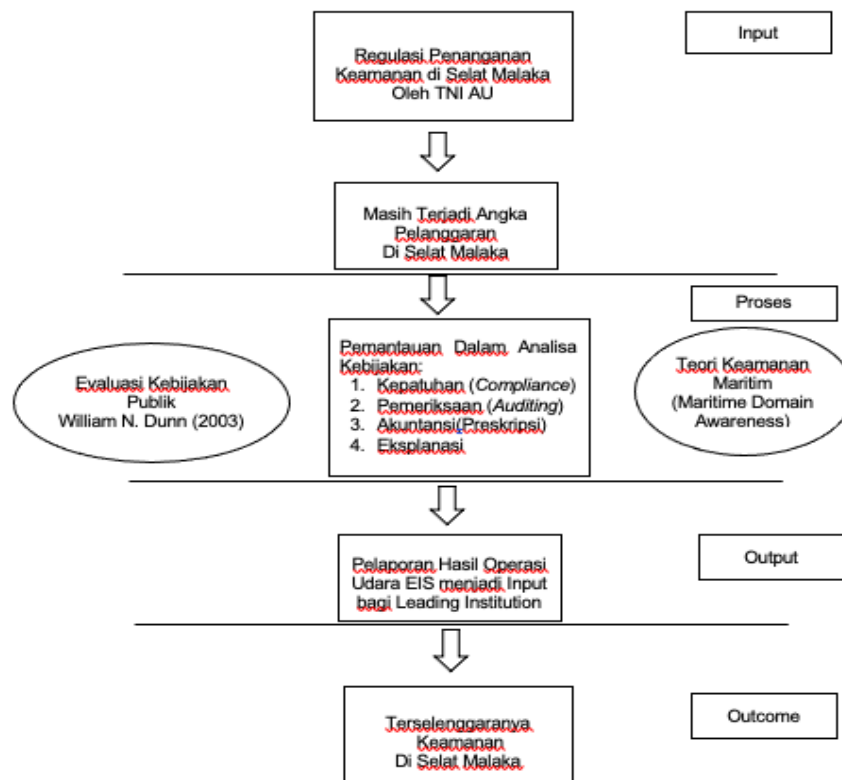 Input
Regulasi Penanganan
Keamanan di Selat Malaka
Oleh TNI AU
Masih Terjadi Angka
Pelanggaran
Di Selat Malaka
Proses
Evaluasi Kebijakan
Publik
William N. Dunn (2003)
Pemantauan Dalam Analisa
Kebijakan:
1. Kepatuhan (Compliance)
2. Pemeriksaan (Auditing)
3. Akuntansi(Preskripsi)
4. Eksplanasi
Teori Keamanan
Maritim
(Maritime Domain
Awareness)
Output
Pelaporan Hasil Operasi
Udara EIS menjadi Input
bagi Leading Institution
Outcome
Terselenggaranya
Keamanan
Di Selat Malaka